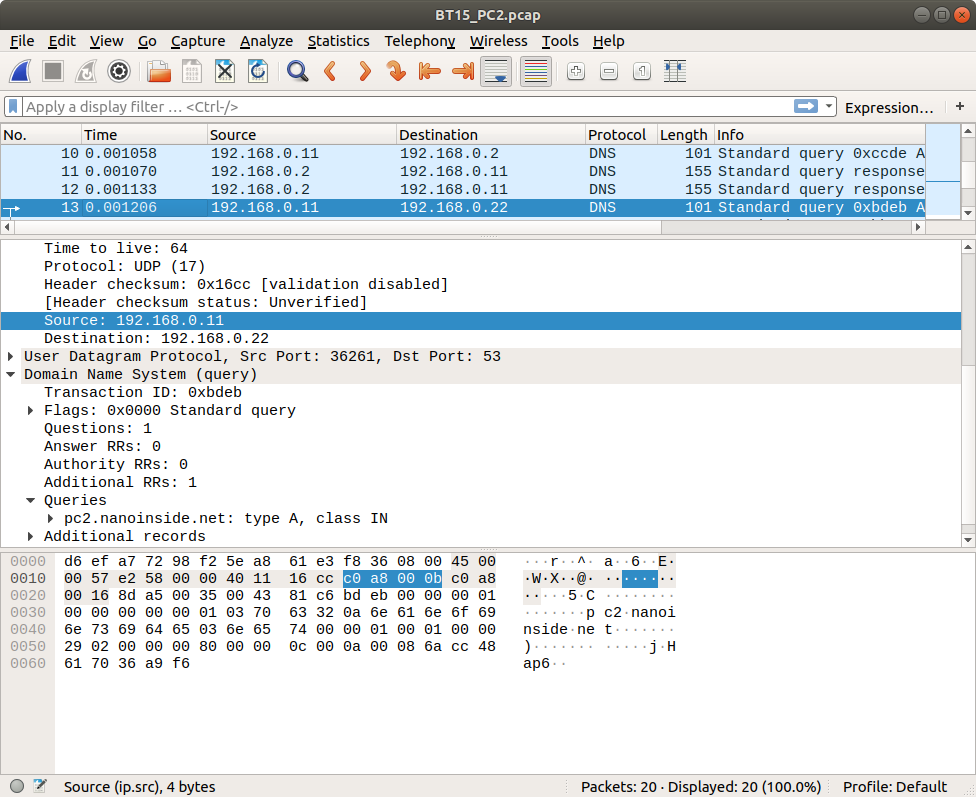 BT15_PC2.pcap
File Edit View Go Capture Analyze Statistics Telephony Wireless Tools Help
Apply a display filter … <Ctrl-/> Expression… +
No. Time Source Destination Protocol Length Info
10 0.001058 192.168.0.11 192.168.0.2 DNS 101 Standard query 0xccde A
11 0.001070 192.168.0.2 192.168.0.11 DNS 155 Standard query response
12 0.001133 192.168.0.2 192.168.0.11 DNS 155 Standard query response
13 0.001206 192.168.0.11 192.168.0.22 DNS 101 Standard query 0xbdeb A
Time to live: 64
Protocol: UDP (17)
Header checksum: 0x16cc [validation disabled]
[Header checksum status: Unverified]
Source: 192.168.0.11
Destination: 192.168.0.22
User Datagram Protocol, Src Port: 36261, Dst Port: 53
Domain Name System (query)
Transaction ID: 0xbdeb
Flags: 0x0000 Standard query
Questions: 1
Answer RRs: 0
Authority RRs: 0
Additional RRs: 1
Queries
pc2.nanoinside.net: type A, class IN
Additional records
0000 d6 ef a7 72 98 f2 5e a8 61 e3 f8 36 08 00 45 00 ···r··^· a··6··E·
0010 00 57 e2 58 00 00 40 11 16 cc c0 a8 00 0b c0 a8 ·W·X··@· ········
0020 00 16 8d a5 00 35 00 43 81 c6 bd eb 00 00 00 01 ·····5·C ········
0030 00 00 00 00 00 01 03 70 63 32 0a 6e 61 6e 6f 69 ·······p c2·nanoi
0040 6e 73 69 64 65 03 6e 65 74 00 00 01 00 01 00 00 nside·ne t·······
0050 29 02 00 00 00 80 00 00 0c 00 0a 00 08 6a cc 48 )······· ·····j·H
0060 61 70 36 a9 f6 ap6··
Source (ip.src), 4 bytes Packets: 20 · Displayed: 20 (100.0%) Profile: Default